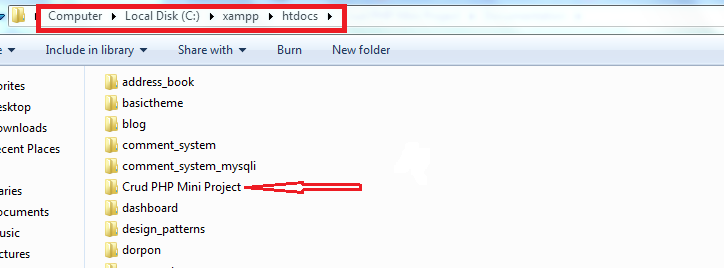 Computer Local Disk (C:) xampp htdocs
Include in library Share with Burn New folder
address_book
basictheme
blog
comment_system
comment_system_mysqli
Crud PHP Mini Project
dashboard
design_patterns
dorpon
orites
esktop
ownloads
ecent Places
aries
ocuments
usic
ctures